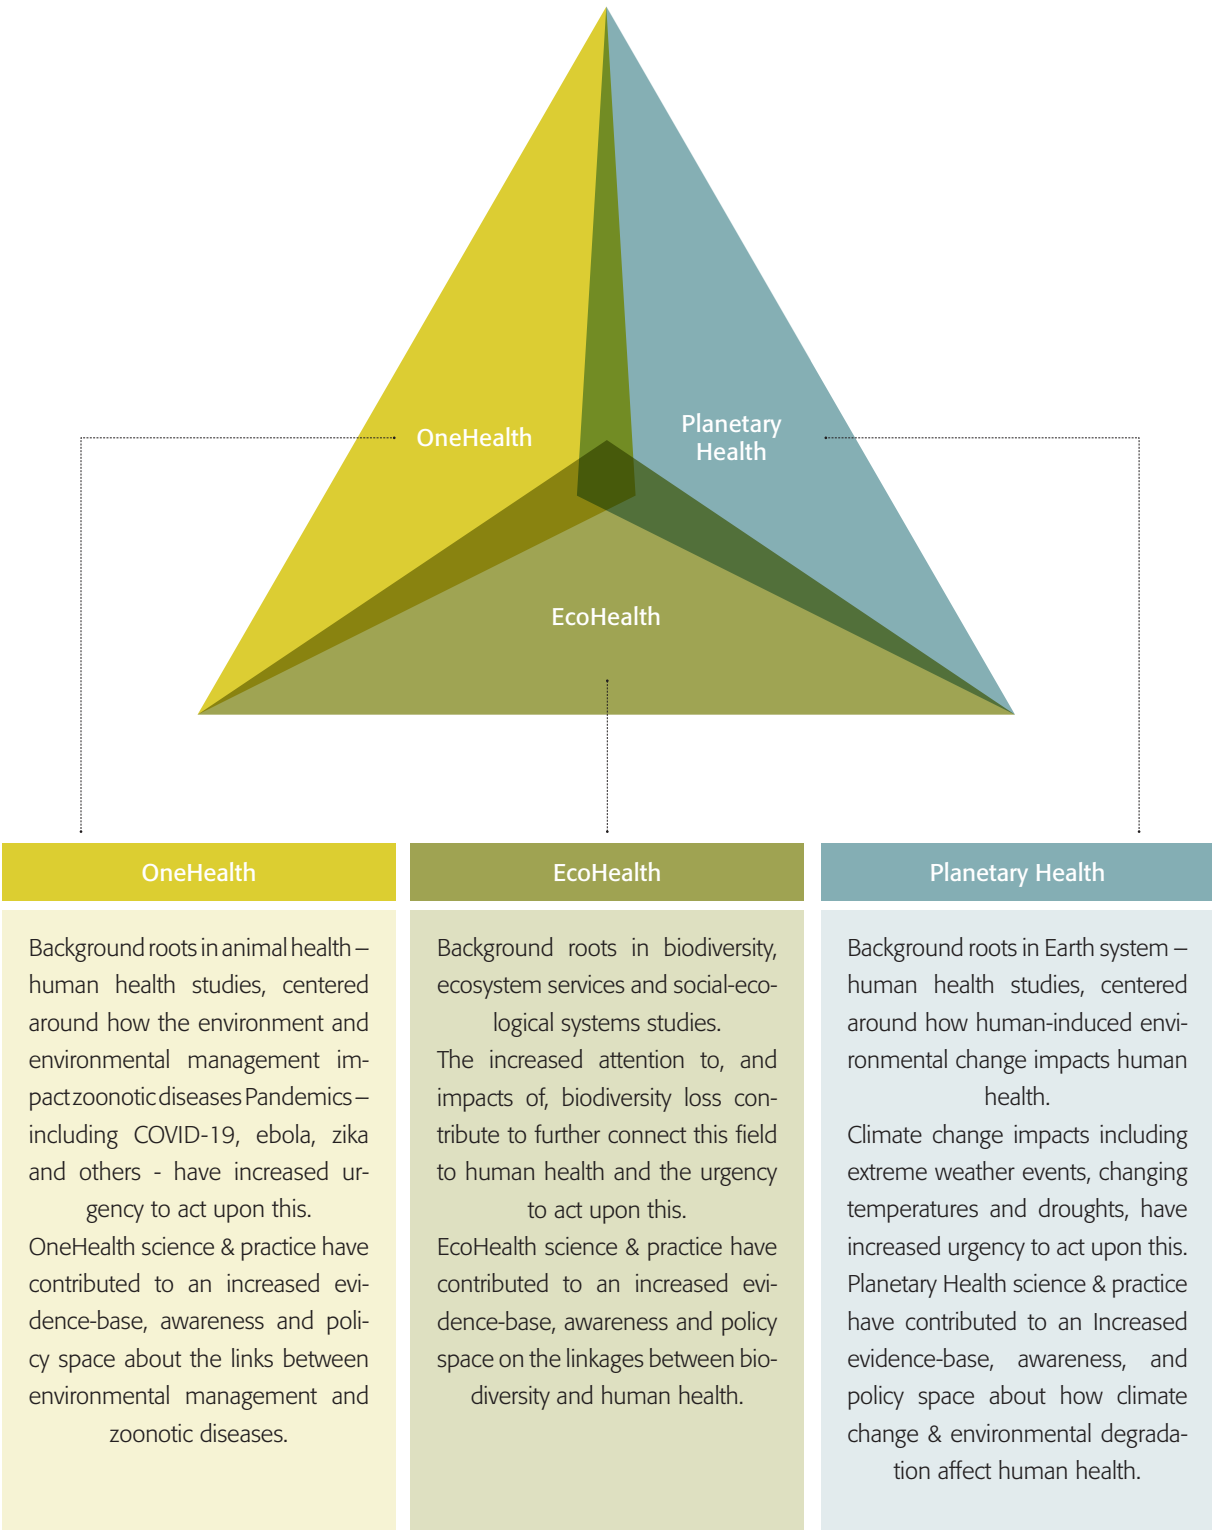 OneHealth
Planetary
Health
EcoHealth
OneHealth
Background roots in animal health –
human health studies, centered
around how the environment and
environmental management im-
pact zoonotic diseases Pandemics –
including COVID-19, ebola, zika
and others - have increased ur-
gency to act upon this.
OneHealth science & practice have
contributed to an increased evi-
dence-base, awareness and poli-
cy space about the links between
environmental management and
zoonotic diseases.
EcoHealth
Background roots in biodiversity,
ecosystem services and social-eco-
logical systems studies.
The increased attention to, and
impacts of, biodiversity loss con-
tribute to further connect this field
to human health and the urgency
to act upon this.
EcoHealth science & practice have
contributed to an increased evi-
dence-base, awareness and policy
space on the linkages between bio-
diversity and human health.
Planetary Health
Background roots in Earth system –
human health studies, centered
around how human-induced envi-
ronmental change impacts human
health.
Climate change impacts including
extreme weather events, changing
temperatures and droughts, have
increased urgency to act upon this.
Planetary Health science & practice
have contributed to an Increased
evidence-base, awareness, and
policy space about how climate
change & environmental degrada-
tion affect human health.